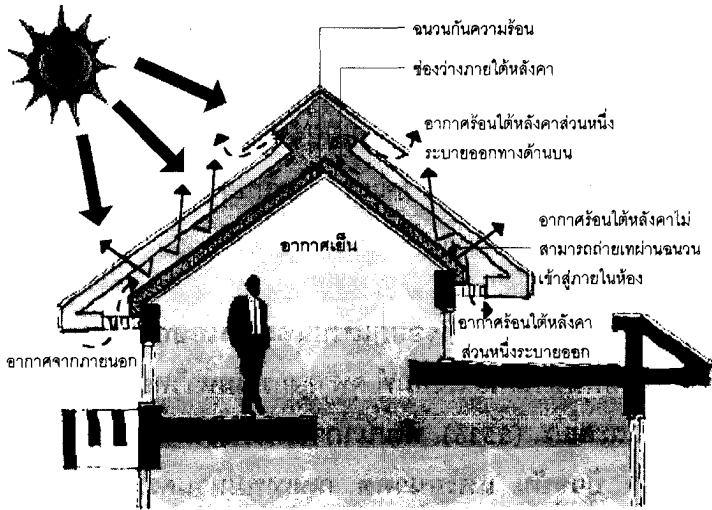 ฉนวนกันความร้อน
ช่องว่างภายใต้หลังคา
อากาศร้อนใต้หลังคาส่วนหนึ่ง
ระบายออกทางด้านบน
อากาศร้อนใต้หลังคาไม่
สามารถถ่ายเทผ่านฉนวน
เข้าสู่ภายในห้อง
อากาศเย็น
อากาศร้อนใต้หลังคา
ส่วนหนึ่งระบายออก
อากาศจากภายนอก